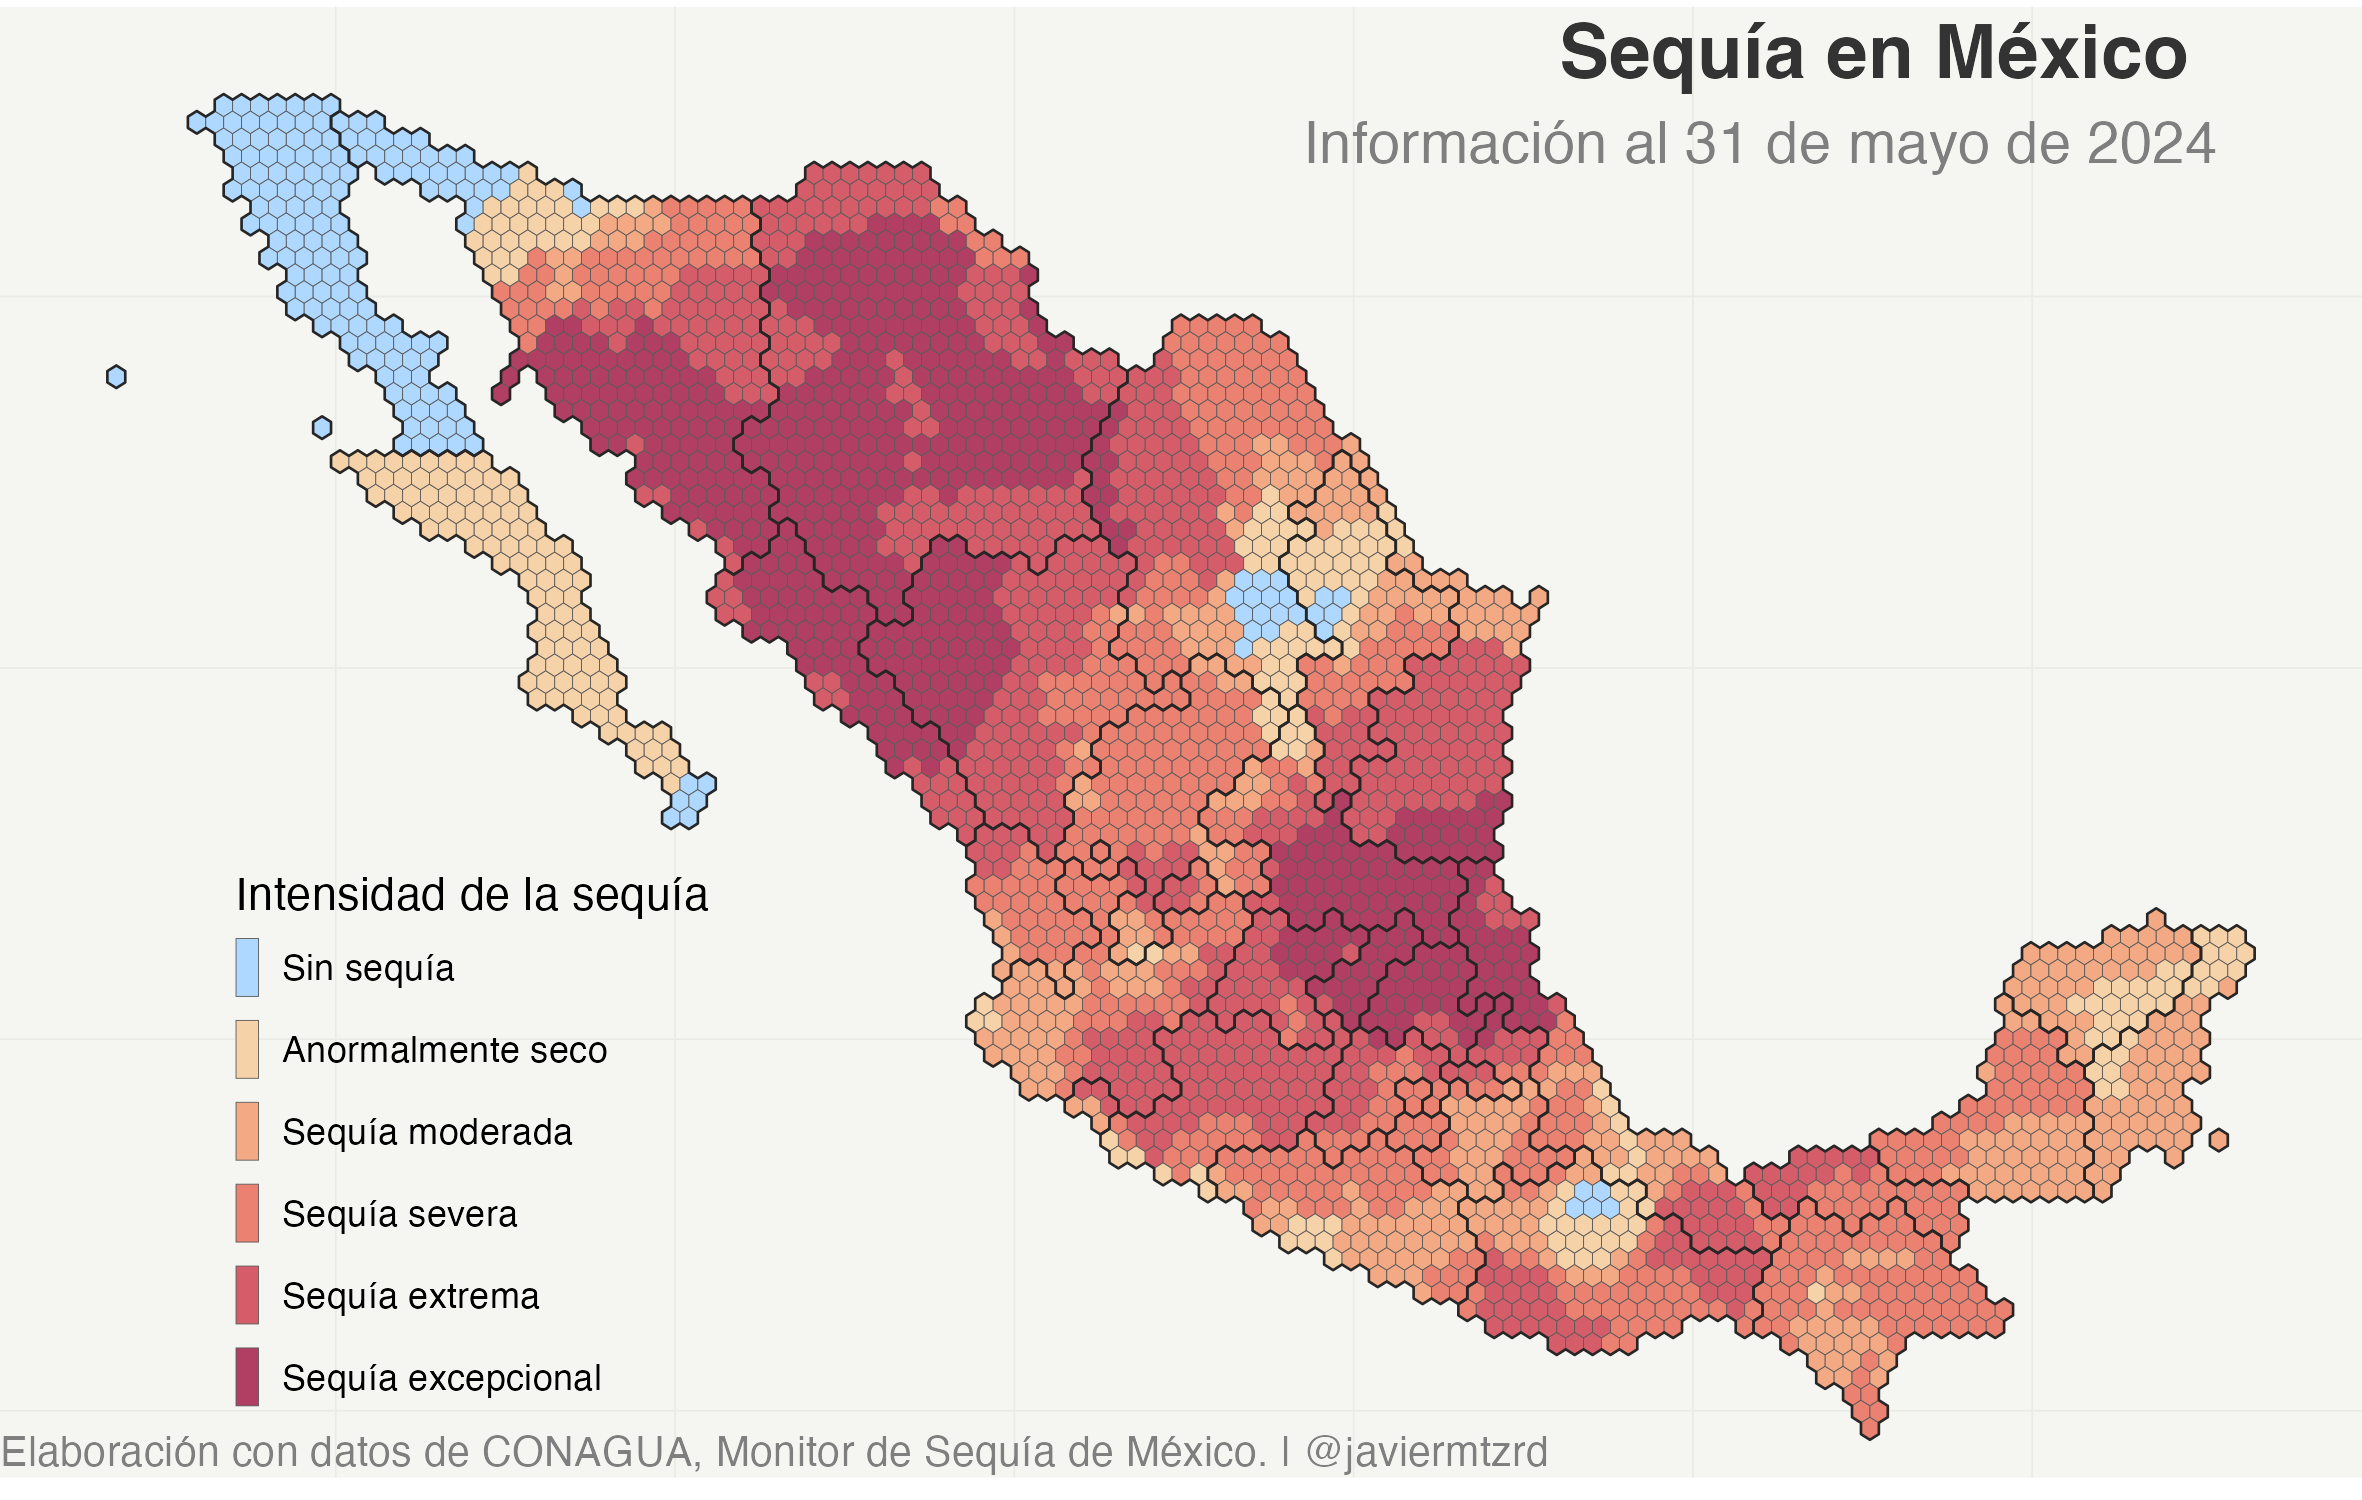 Sequía en México
Información al 31 de mayo de 2024
Intensidad de la sequía
Sin sequía
Anormalmente seco
Sequía moderada
Sequía severa
Sequía extrema
Sequía excepcional
Elaboración con datos de CONAGUA, Monitor de Sequía de México. | @javiermtzrd